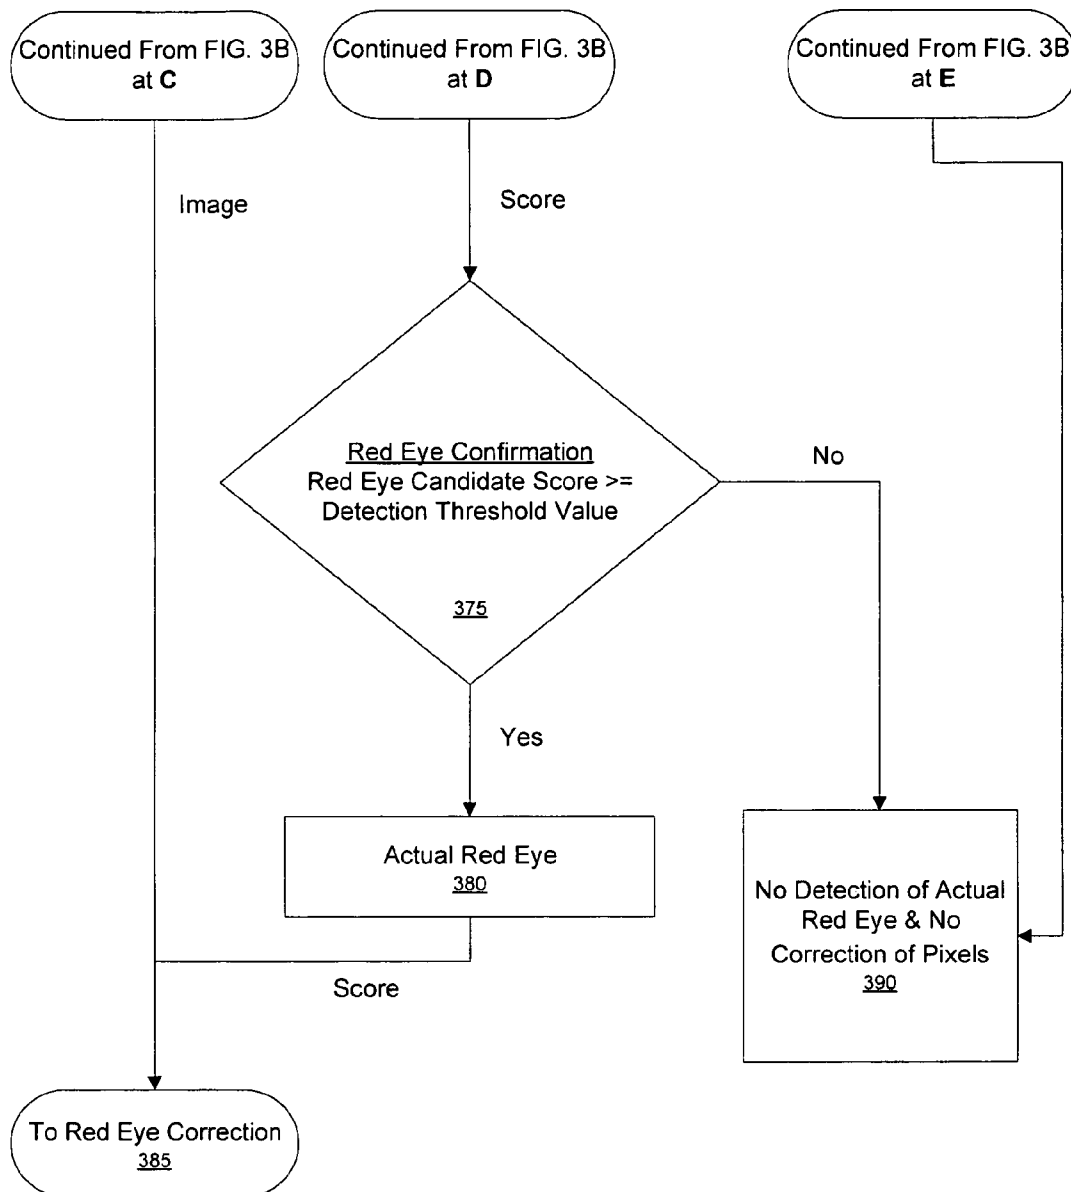 Continued From FIG. 3B
at C
Continued From FIG. 3B
at D
Continued From FIG. 3B
at E
Image
Score
Red Eye Confirmation
Red Eye Candidate Score >=
Detection Threshold Value
375
No
Yes
Actual Red Eye
380
No Detection of Actual
Red Eye & No
Correction of Pixels
390
Score
To Red Eye Correction
385